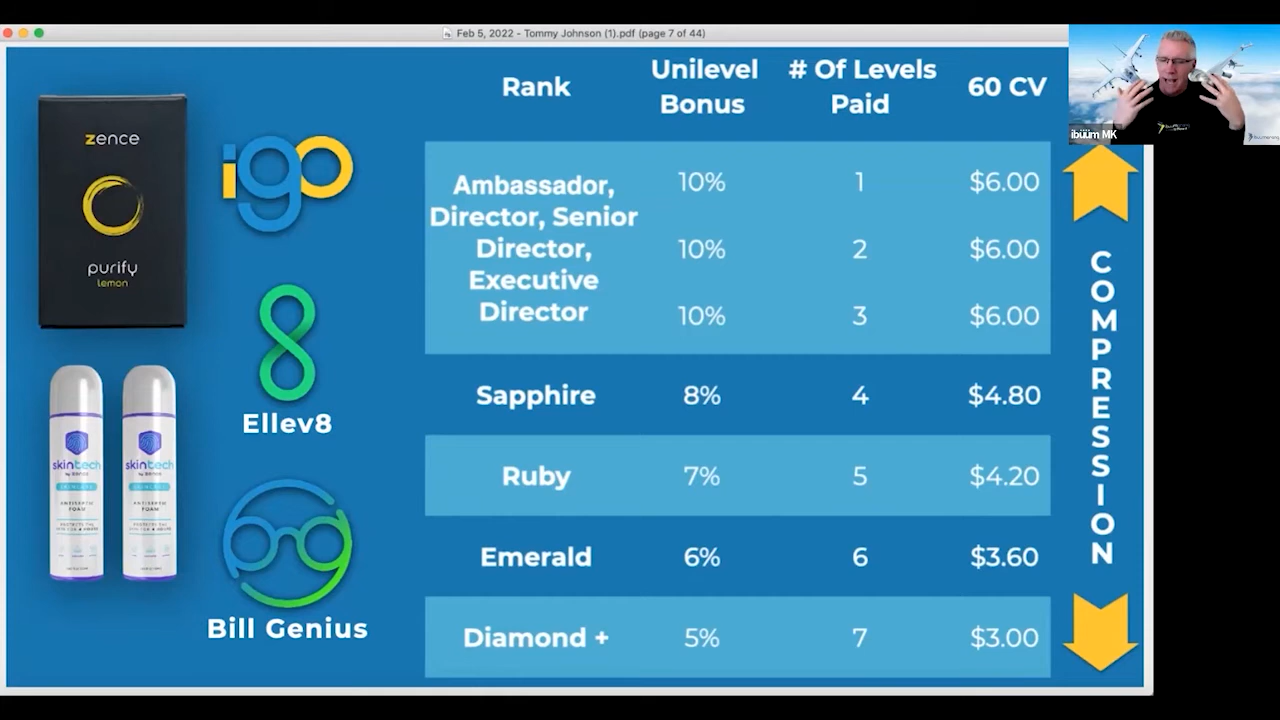 Feb 5, 2022 - Tommy Johnson (1).pdf (page 7 of 44)
zence
purify
lemon
igo
Ellev8
Bill Genius
skintech
skintech
Rank
Unilevel Bonus
# Of Levels Paid
60 CV
Ambassador,
Director, Senior
Director,
Executive
Director
10% 1 $6.00
10% 2 $6.00
10% 3 $6.00
Sapphire 8% 4 $4.80
Ruby 7% 5 $4.20
Emerald 6% 6 $3.60
Diamond + 5% 7 $3.00
COMPRESSION
ibüüm MK